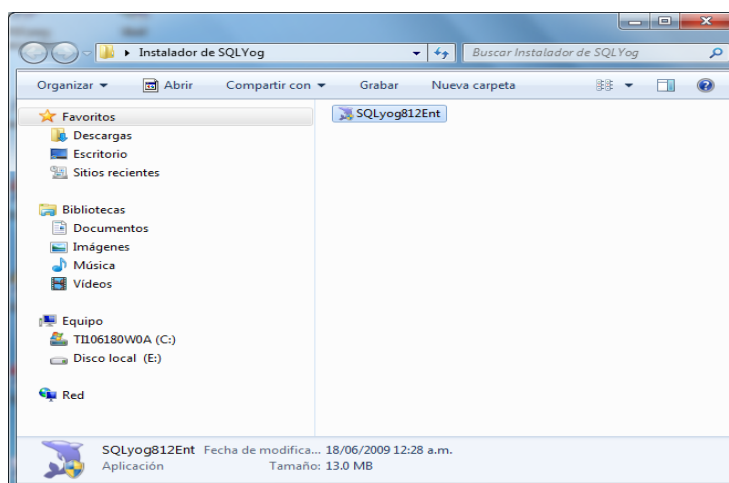 Instalador de SQLYog
Buscar Instalador de SQLYog
Organizar Abrir Compartir con Grabar Nueva carpeta
Favoritos
Descargas
Escritorio
Sitios recientes
Bibliotecas
Documentos
Imágenes
Música
Vídeos
Equipo
TI106180W0A (C:)
Disco local (E:)
Red
SQLyog812Ent
SQLyog812Ent Fecha de modifica... 18/06/2009 12:28 a.m.
Aplicación Tamaño: 13.0 MB